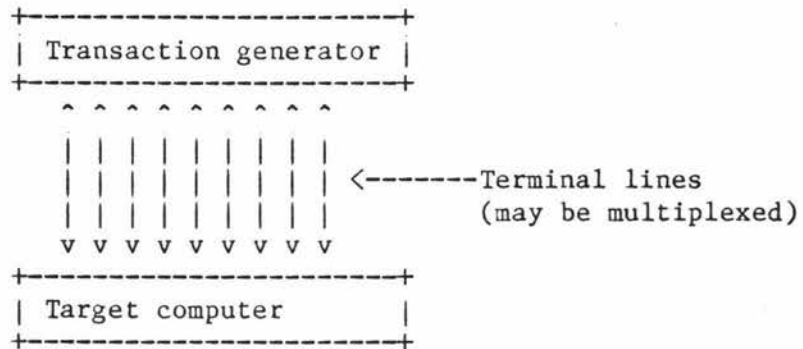 Transaction generator
<-------Terminal lines
(may be multiplexed)
Target computer